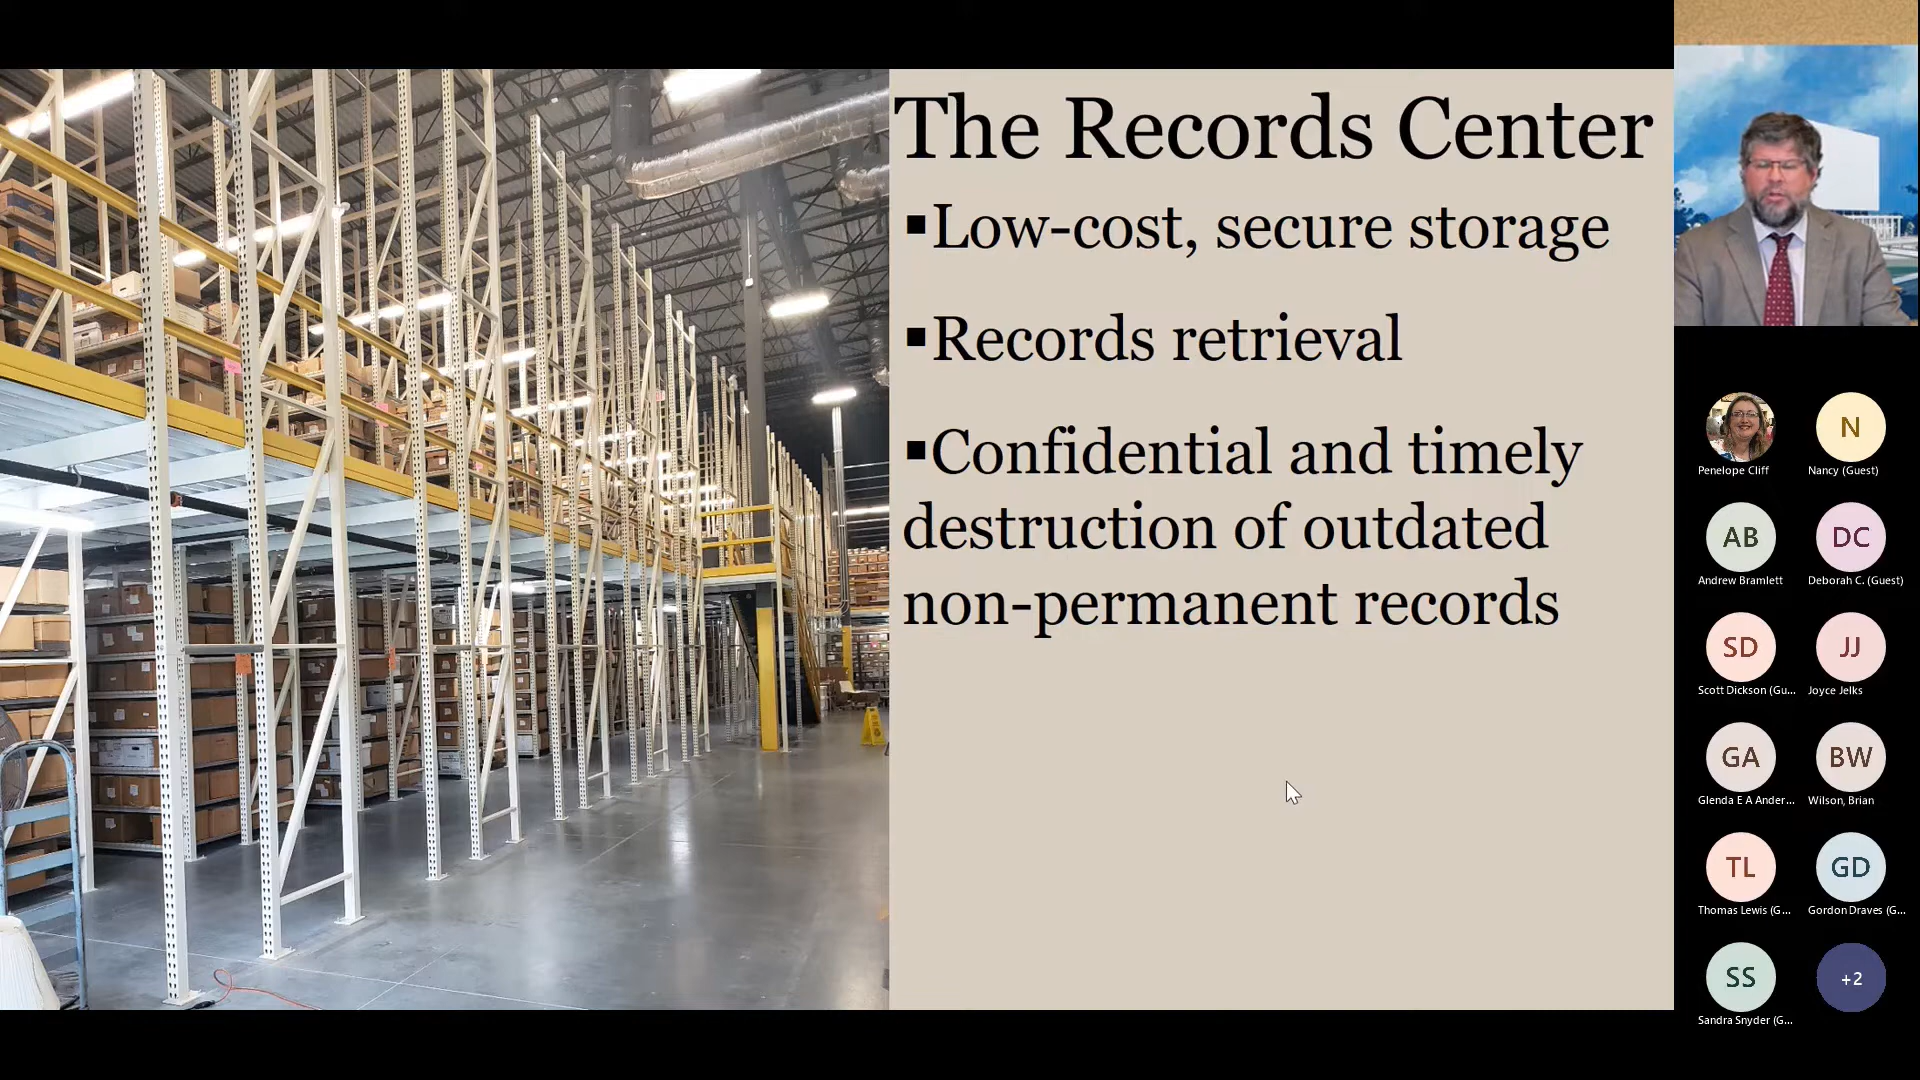 The Records Center
▪Low-cost, secure storage
▪Records retrieval
▪Confidential and timely
destruction of outdated
non-permanent records
Penelope Cliff
N
Nancy (Guest)
AB
Andrew Bramlett
DC
Deborah C. (Guest)
SD
Scott Dickson (Gu...
JJ
Joyce Jelks
GA
Glenda E A Ander...
BW
Wilson, Brian
TL
Thomas Lewis (G...
GD
Gordon Draves (G...
SS
Sandra Snyder (G...
+2